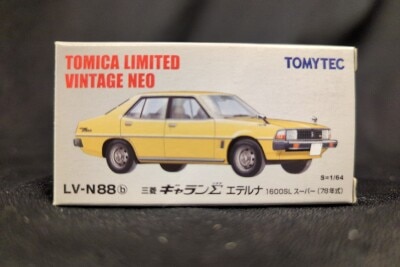 TOMICA LIMITED
VINTAGE NEO
TOMYTEC
S=1/64
LV-N88ⓑ 三菱 ギャランΣ エテルナ 1600SL スーパー (78年式)